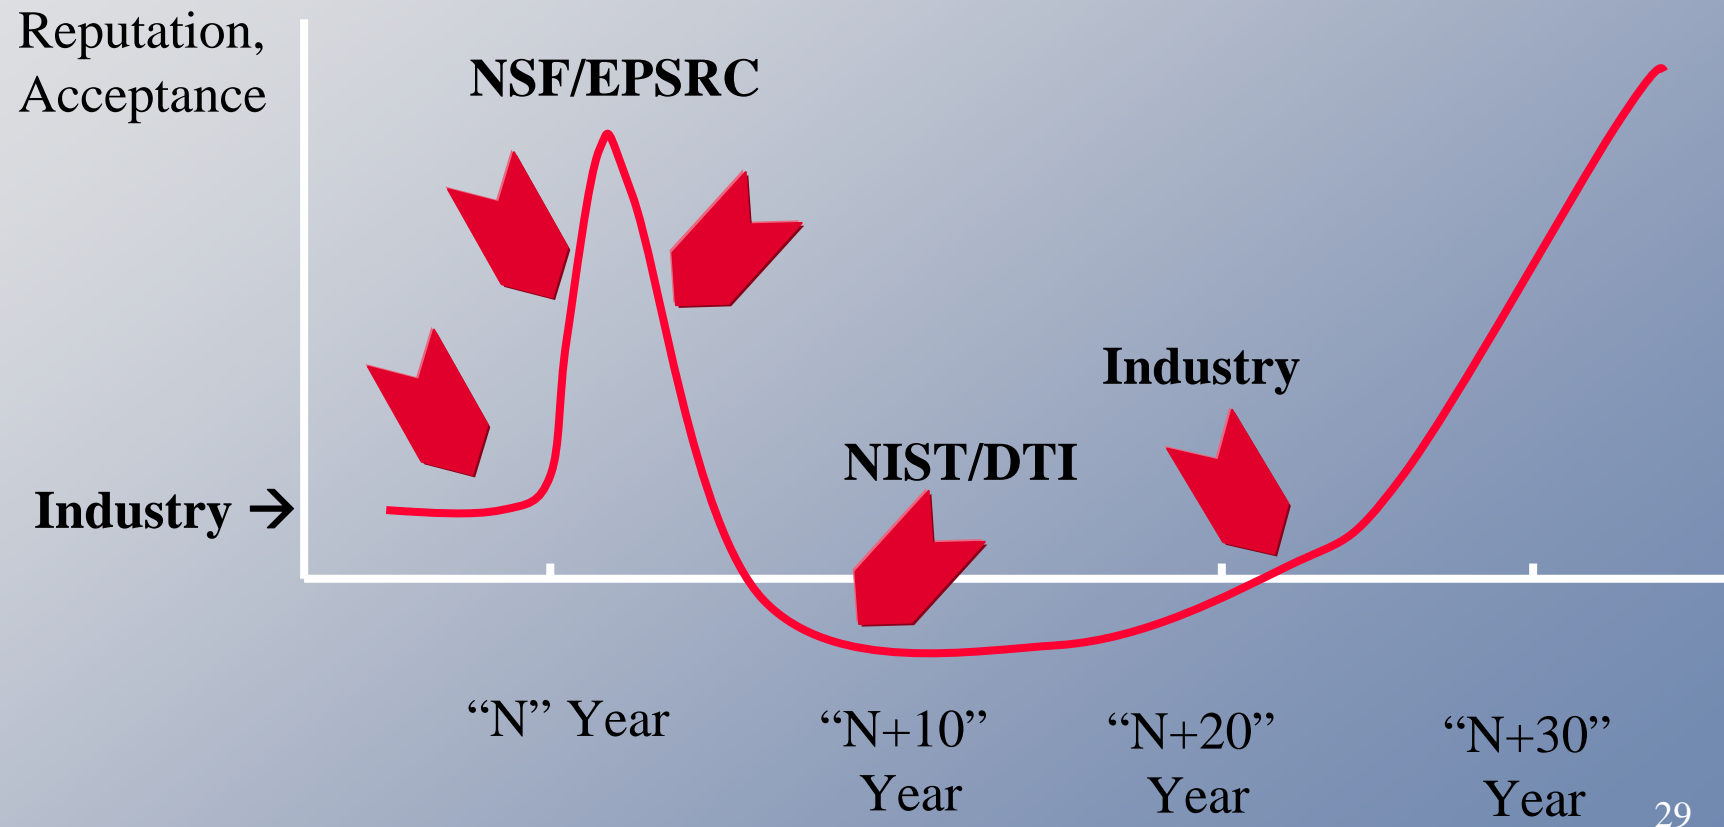 Reputation,
Acceptance
NSF/EPSRC
Industry
NIST/DTI
Industry →
“N” Year
“N+10”
Year
“N+20”
Year
“N+30”
Year
29